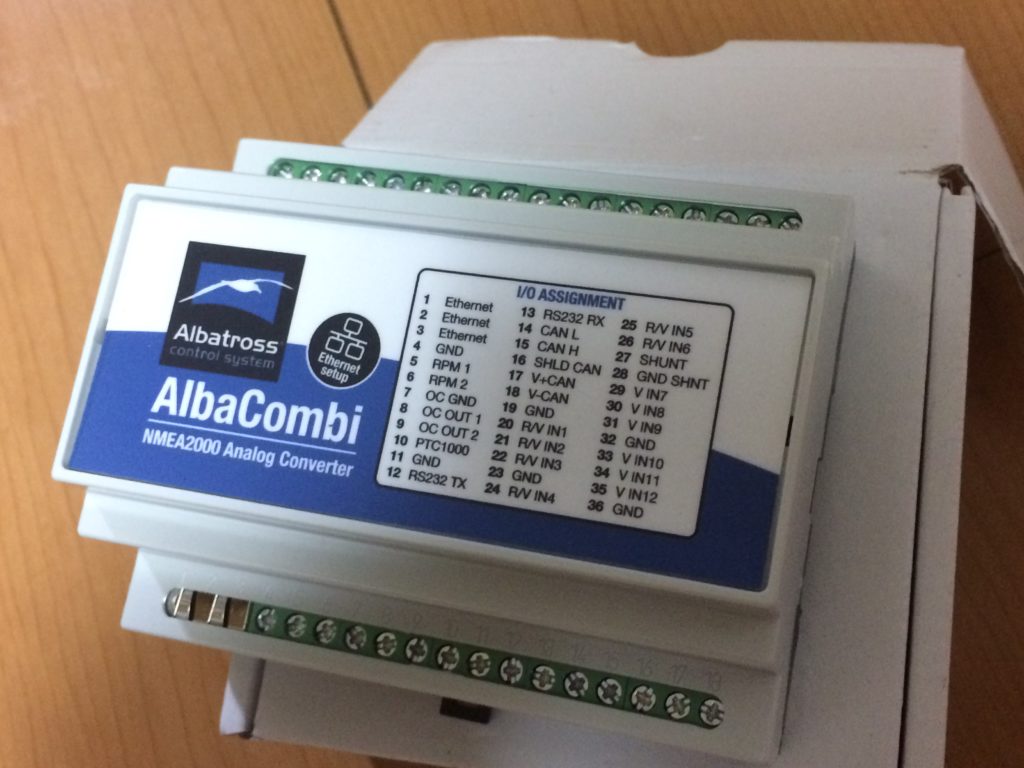 Albatross
control system
Ethernet
setup
AlbaCombi
NMEA2000 Analog Converter
I/O ASSIGNMENT
1 Ethernet
2 Ethernet
3 Ethernet
4 GND
5 RPM 1
6 RPM 2
7 OC GND
8 OC OUT 1
9 OC OUT 2
10 PTC1000
11 GND
12 RS232 TX
13 RS232 RX
14 CAN L
15 CAN H
16 SHLD CAN
17 V+CAN
18 V-CAN
19 GND
20 R/V IN1
21 R/V IN2
22 R/V IN3
23 GND
24 R/V IN4
25 R/V IN5
26 R/V IN6
27 SHUNT
28 GND SHNT
29 V IN7
30 V IN8
31 V IN9
32 GND
33 V IN10
34 V IN11
35 V IN12
36 GND